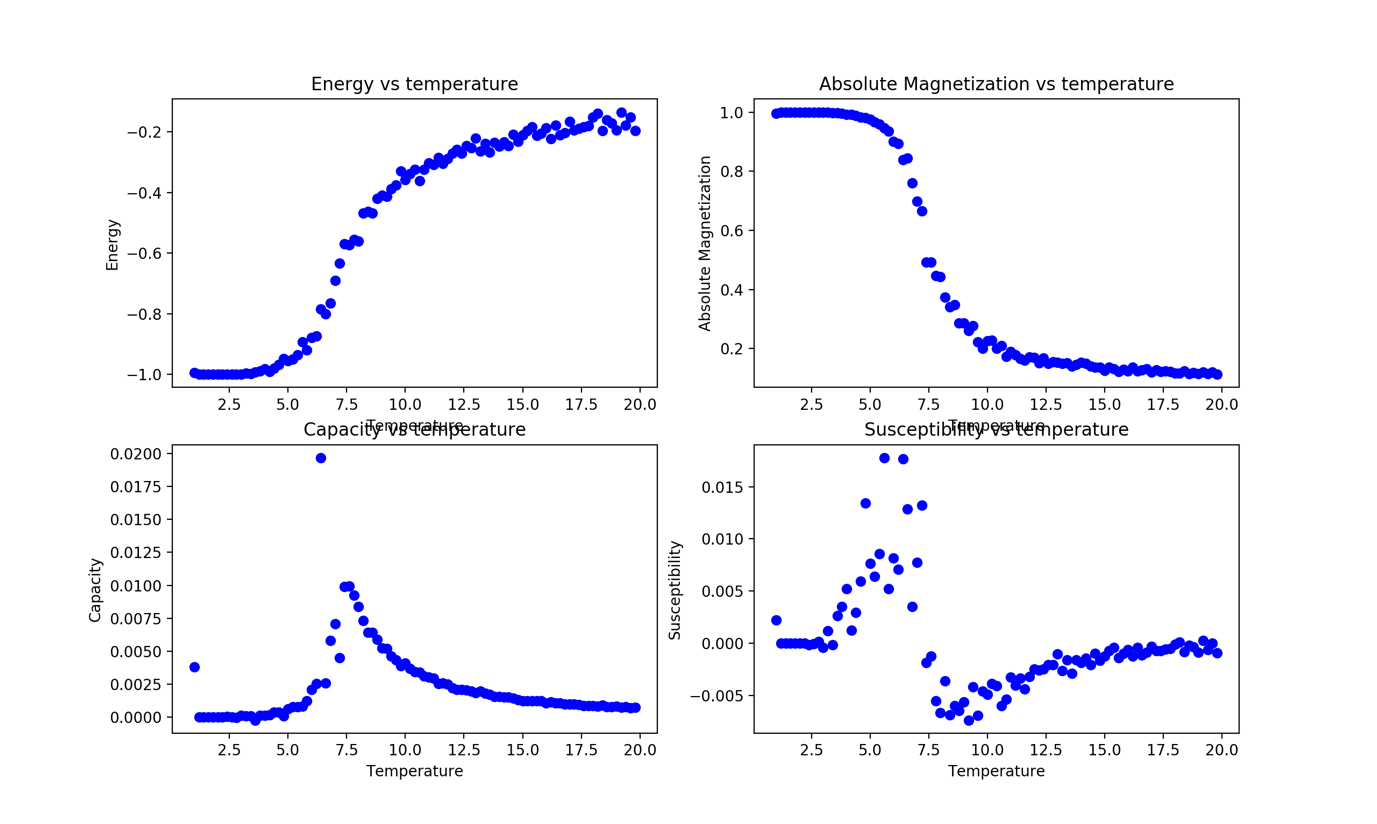 Energy vs temperature
Energy
−0.2
−0.4
−0.6
−0.8
−1.0
2.5 5.0 7.5 10.0 12.5 15.0 17.5 20.0
Temperature
Absolute Magnetization vs temperature
Absolute Magnetization
1.0
0.8
0.6
0.4
0.2
2.5 5.0 7.5 10.0 12.5 15.0 17.5 20.0
Temperature
Capacity vs temperature
Capacity
0.0200
0.0175
0.0150
0.0125
0.0100
0.0075
0.0050
0.0025
0.0000
2.5 5.0 7.5 10.0 12.5 15.0 17.5 20.0
Temperature
Susceptibility vs temperature
Susceptibility
0.015
0.010
0.005
0.000
−0.005
2.5 5.0 7.5 10.0 12.5 15.0 17.5 20.0
Temperature